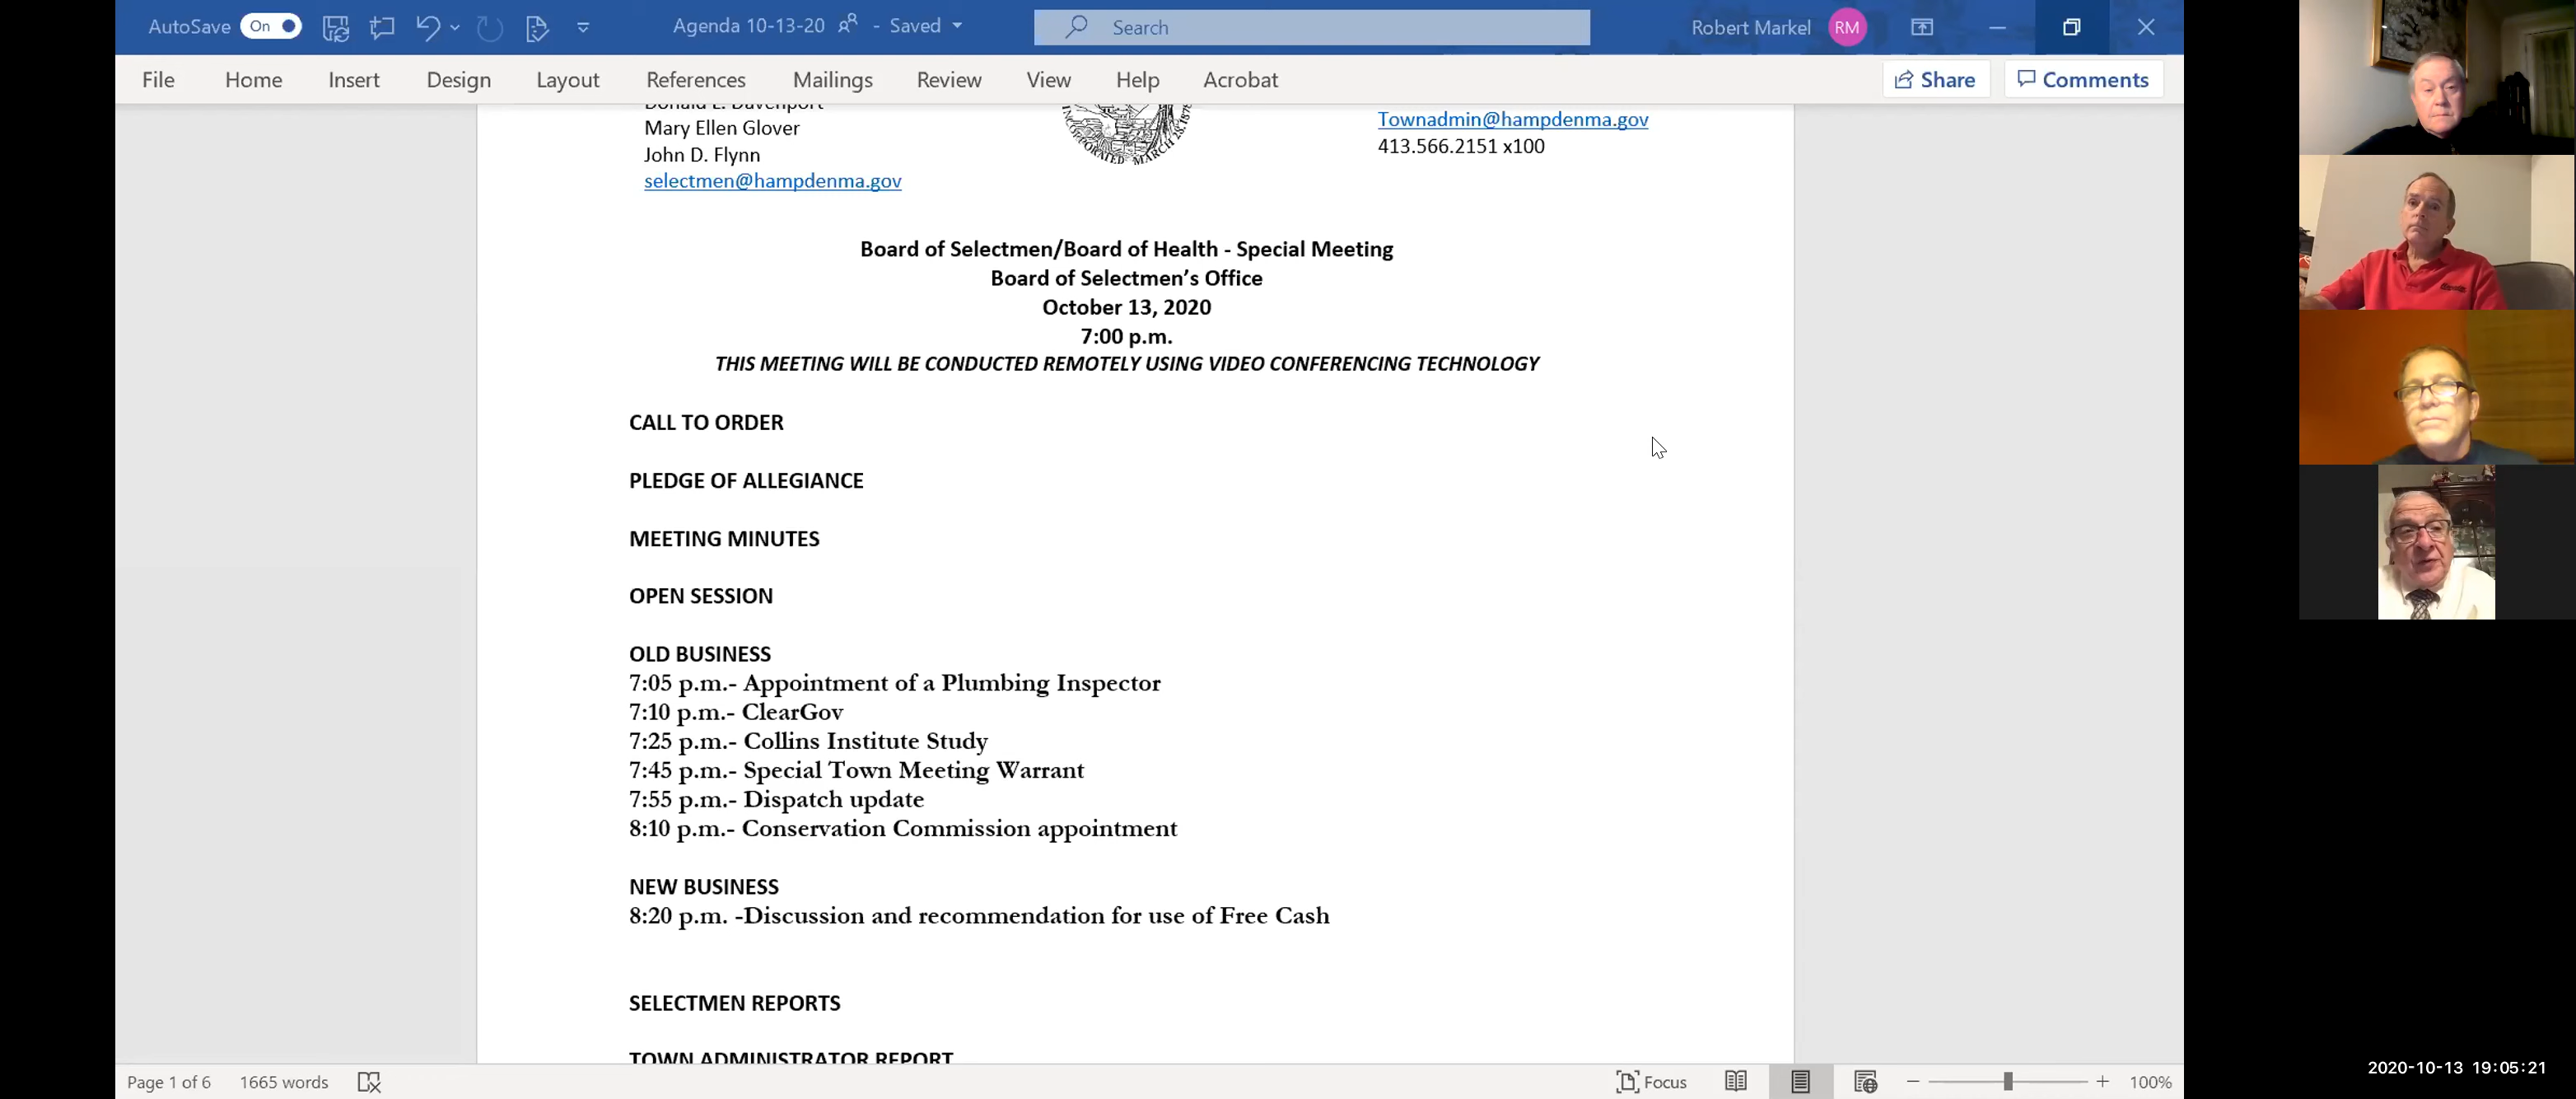 AutoSave On Agenda 10-13-20 - Saved Search Robert Markel RM
File Home Insert Design Layout References Mailings Review View Help Acrobat Share Comments
Donald L. Davenport
Mary Ellen Glover
John D. Flynn
selectmen@hampdenma.gov
INCORPORATED MARCH 28, 1878
Townadmin@hampdenma.gov
413.566.2151 x100
Board of Selectmen/Board of Health - Special Meeting
Board of Selectmen’s Office
October 13, 2020
7:00 p.m.
THIS MEETING WILL BE CONDUCTED REMOTELY USING VIDEO CONFERENCING TECHNOLOGY
CALL TO ORDER
PLEDGE OF ALLEGIANCE
MEETING MINUTES
OPEN SESSION
OLD BUSINESS
7:05 p.m.- Appointment of a Plumbing Inspector
7:10 p.m.- ClearGov
7:25 p.m.- Collins Institute Study
7:45 p.m.- Special Town Meeting Warrant
7:55 p.m.- Dispatch update
8:10 p.m.- Conservation Commission appointment
NEW BUSINESS
8:20 p.m. -Discussion and recommendation for use of Free Cash
SELECTMEN REPORTS
TOWN ADMINISTRATOR REPORT
Page 1 of 6 1665 words Focus 100%
2020-10-13 19:05:21